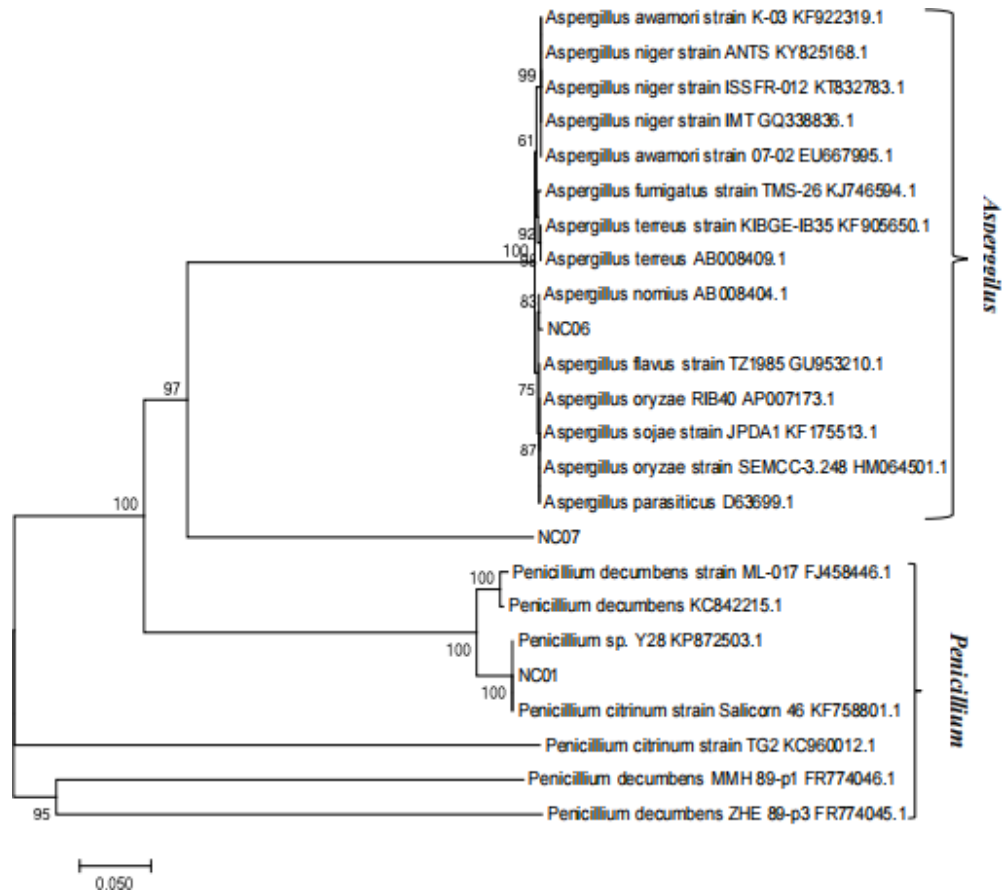 Aspergillus awamori strain K-03 KF922319.1
Aspergillus niger strain ANTS KY825168.1
99
Aspergillus niger strain ISSFR-012 KT832783.1
Aspergillus niger strain IMT GQ338836.1
61
Aspergillus awamori strain 07-02 EU667995.1
Aspergillus fumigatus strain TMS-26 KJ746594.1
Aspergillus terreus strain KIBGE-IB35 KF905650.1
92
100
Aspergillus terreus AB008409.1
Aspergillus nomius AB008404.1
83
NC06
Aspergillus flavus strain TZ1985 GU953210.1
75
Aspergillus oryzae RIB40 AP007173.1
Aspergillus sojae strain JPDA1 KF175513.1
87
Aspergillus oryzae strain SEMCC-3.248 HM064501.1
Aspergillus parasiticus D63699.1
Asperggilus
97
100
NC07
100
Penicillium decumbens strain ML-017 FJ458446.1
Penicillium decumbens KC842215.1
100
Penicillium sp. Y28 KP872503.1
NC01
100
Penicillium citrinum strain Salicorn 46 KF758801.1
Penicillium citrinum strain TG2 KC960012.1
Penicillium decumbens MMH 89-p1 FR774046.1
95
Penicillium decumbens ZHE 89-p3 FR774045.1
Penicillium
0.050